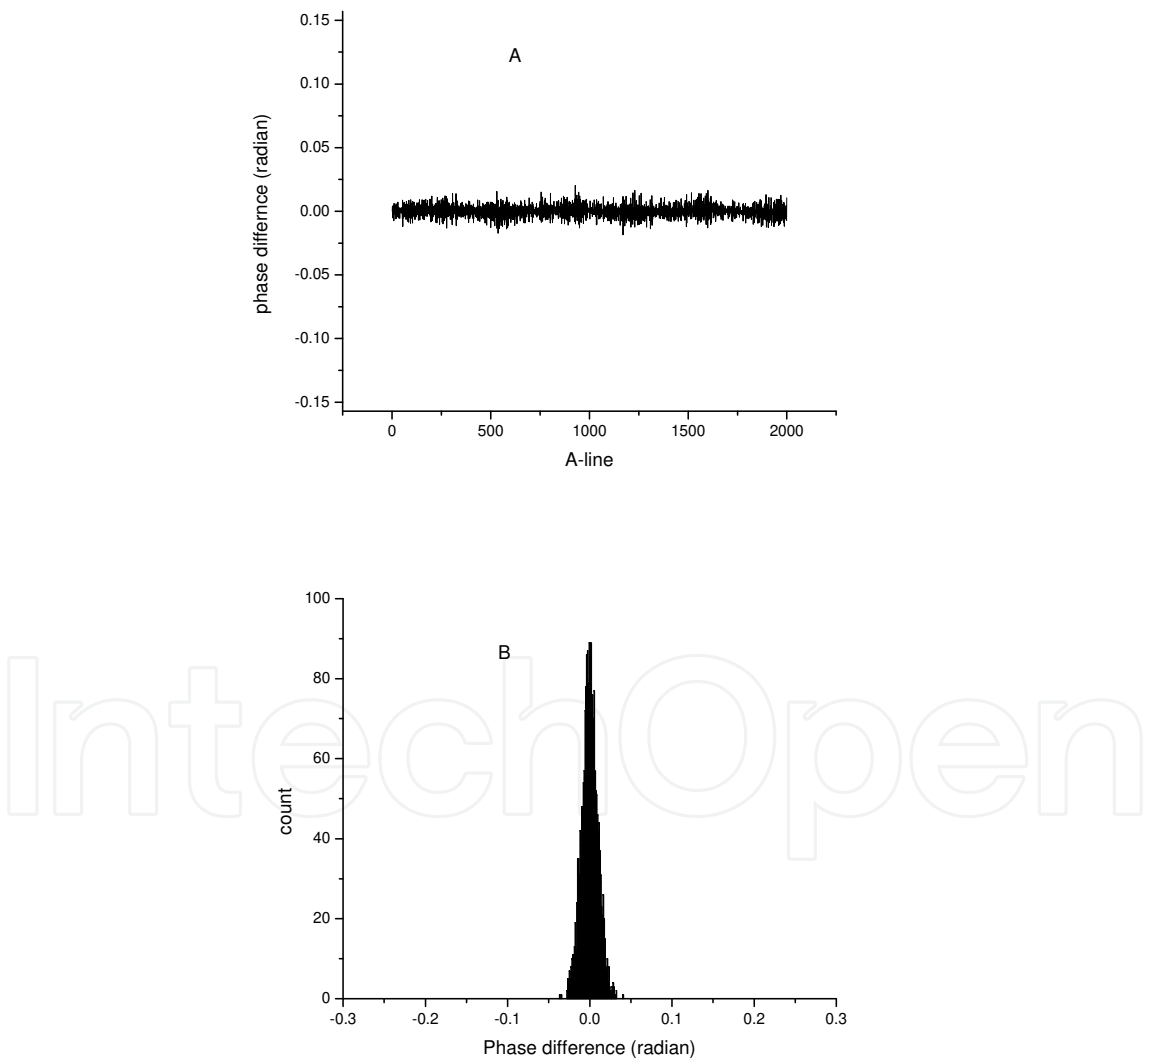 0.15
A
0.10
0.05
0.00
-0.05
-0.10
-0.15
phase differnce (radian)
0 500 1000 1500 2000
A-line
100
B
80
60
40
20
0
count
-0.3 -0.2 -0.1 0.0 0.1 0.2 0.3
Phase difference (radian)
IntechOpen